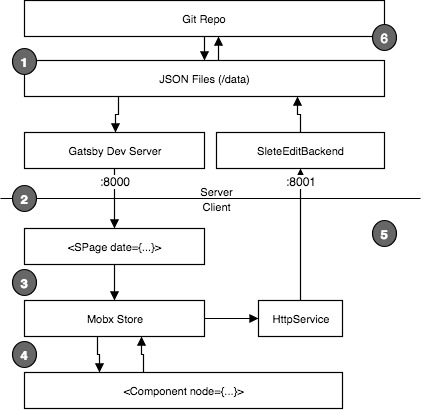 Git Repo
6
1
JSON Files (/data)
Gatsby Dev Server
SleteEditBackend
:8000
:8001
2
Server
Client
5
<SPage date={...}>
3
Mobx Store
HttpService
4
<Component node={...}>